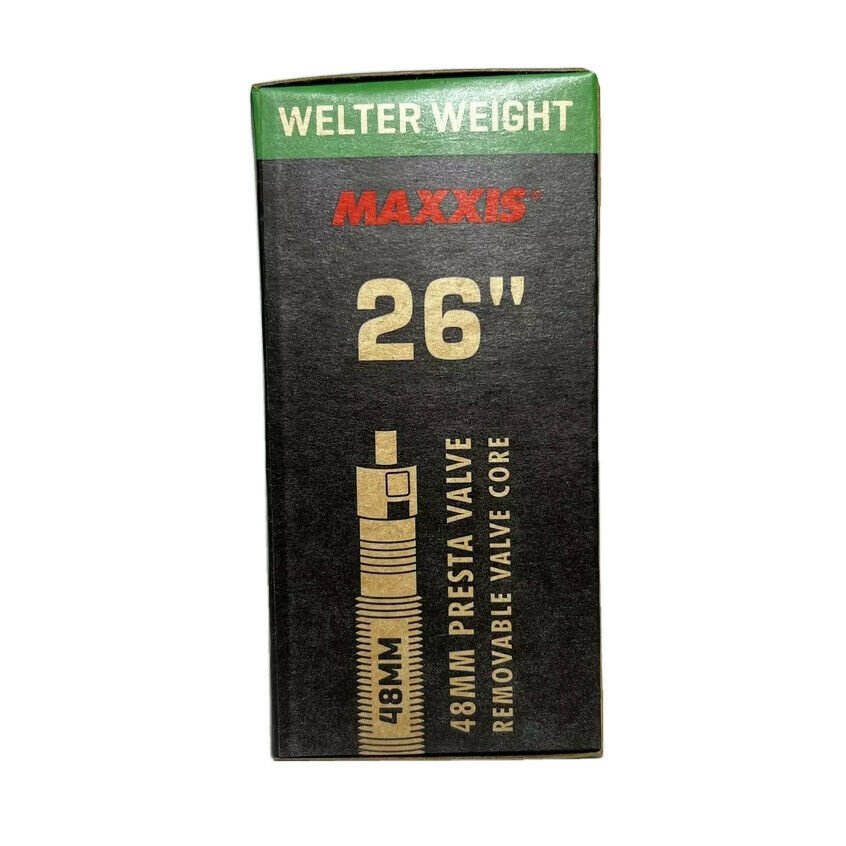 WELTER WEIGHT
MAXXIS®
26"
48MM
48MM PRESTA VALVE
REMOVABLE VALVE CORE